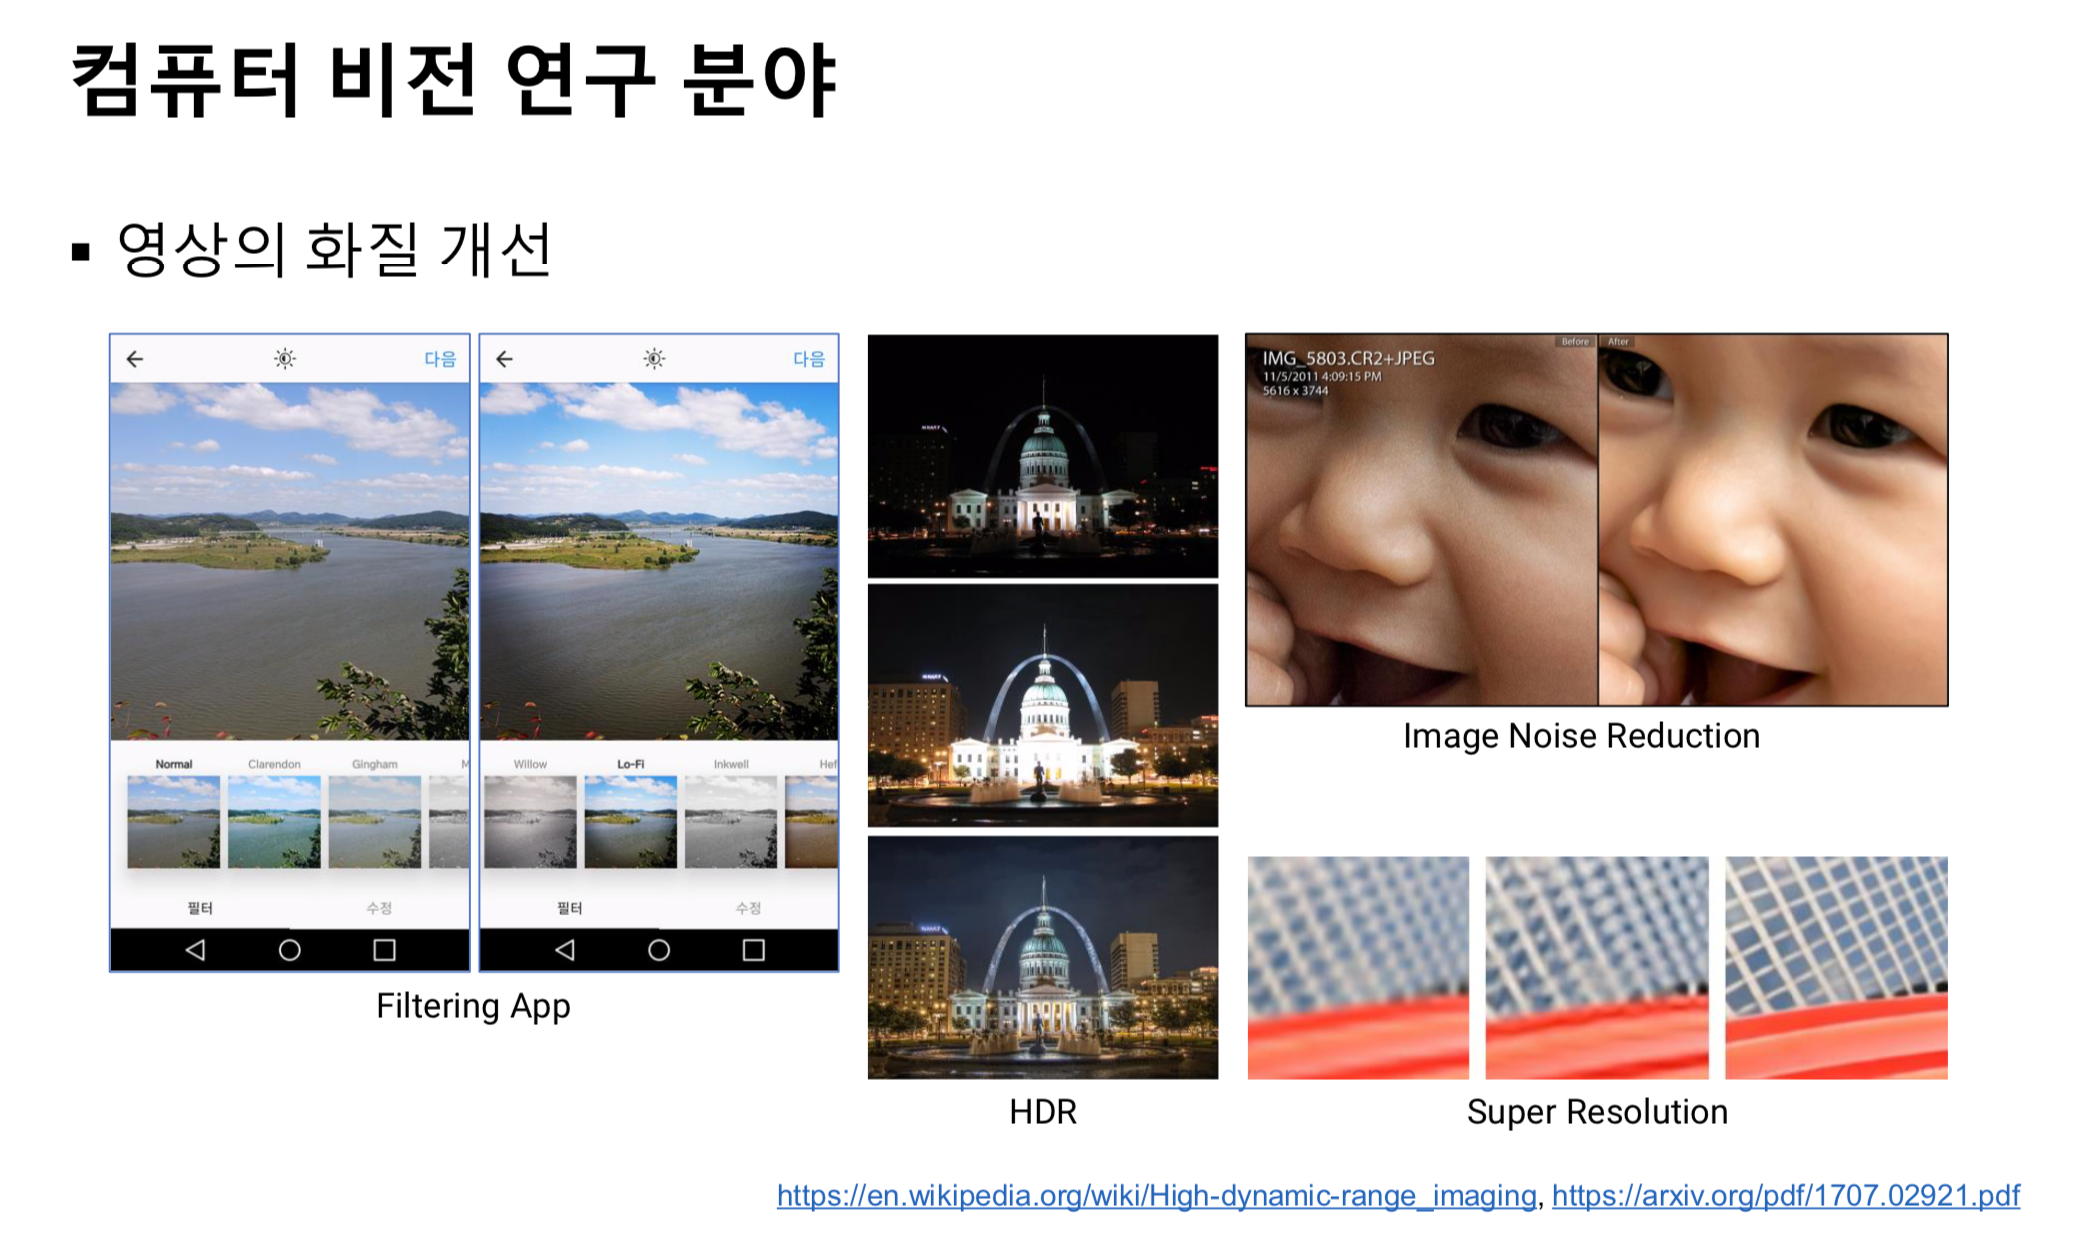 컴퓨터 비전 연구 분야
▪ 영상의 화질 개선
다음
Normal Clarendon Gingham M
필터 수정
다음
Willow Lo-Fi Inkwell Hef
필터 수정
Filtering App
HYATT
HYATT
HYATT
HDR
IMG_5803.CR2+JPEG
11/5/2011 4:09:15 PM
5616 x 3744
Before After
Image Noise Reduction
Super Resolution
https://en.wikipedia.org/wiki/High-dynamic-range_imaging, https://arxiv.org/pdf/1707.02921.pdf